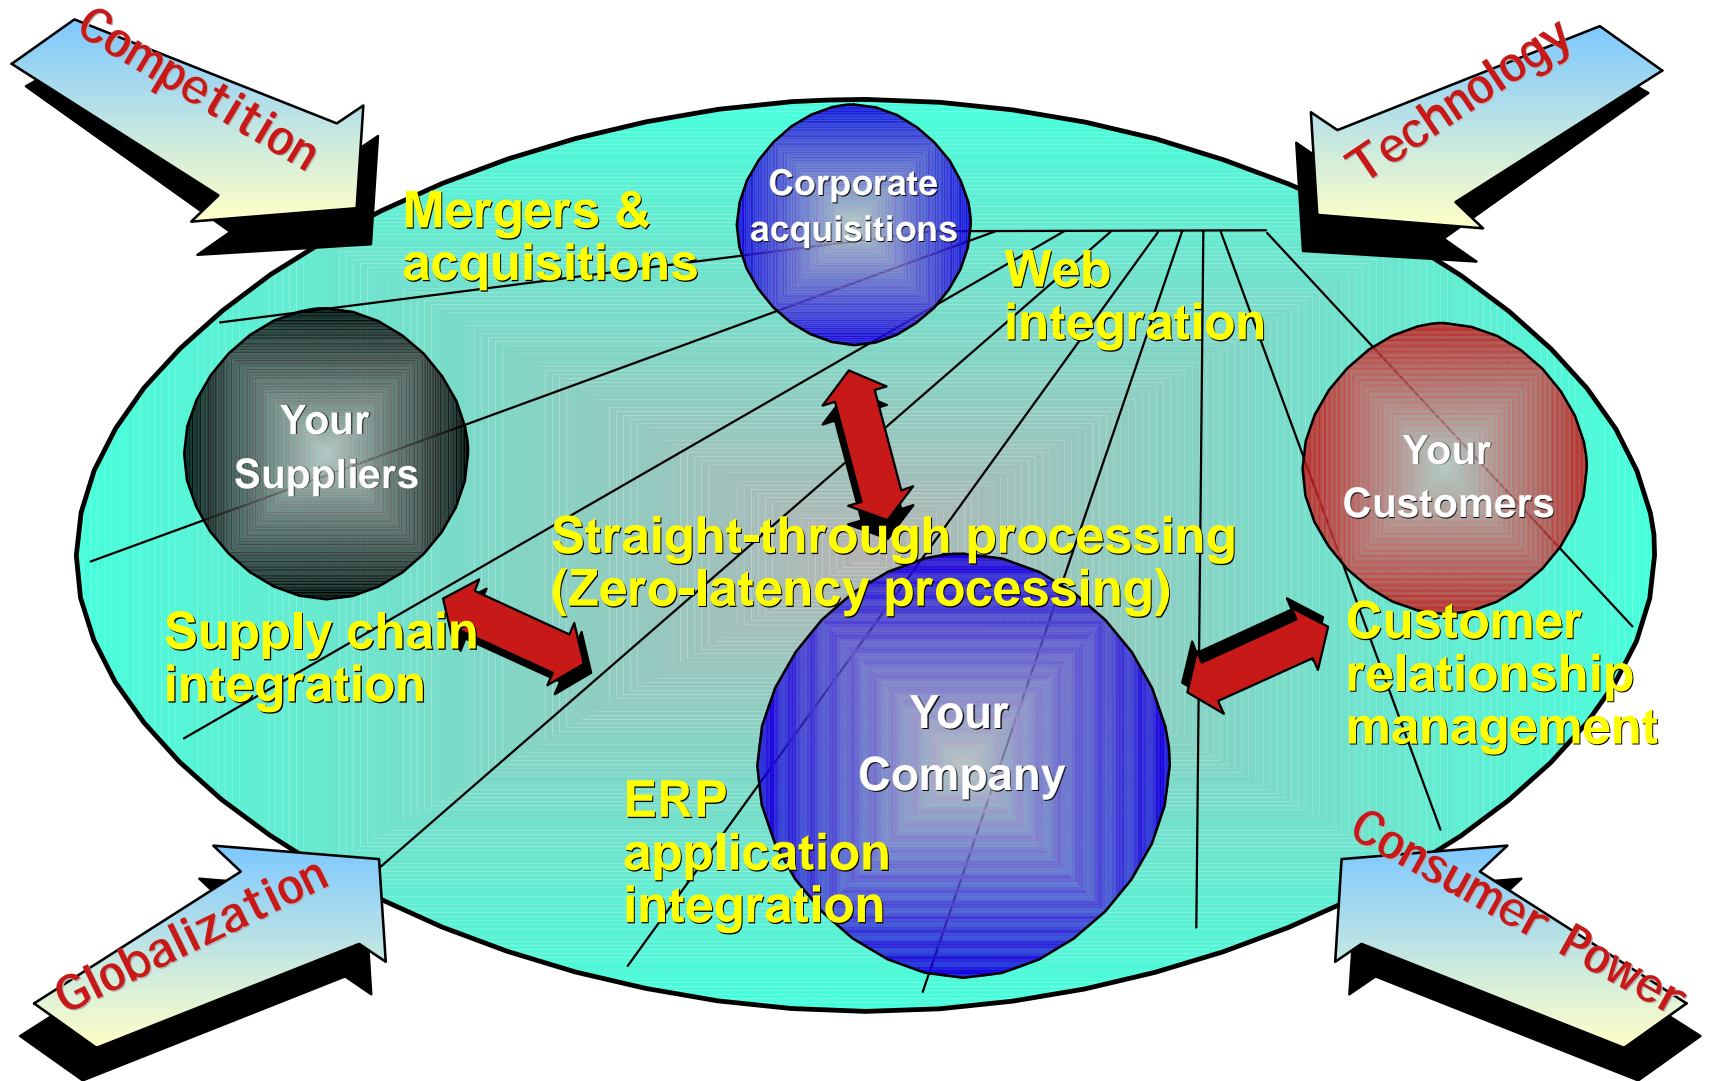 Competition
Technology
Corporate
acquisitions
Mergers &
acquisitions
Web
integration
Your
Suppliers
Your
Customers
Straight-through processing
(Zero-latency processing)
Supply chain
integration
Customer
relationship
management
Your
Company
ERP
application
integration
Globalization
Consumer Power